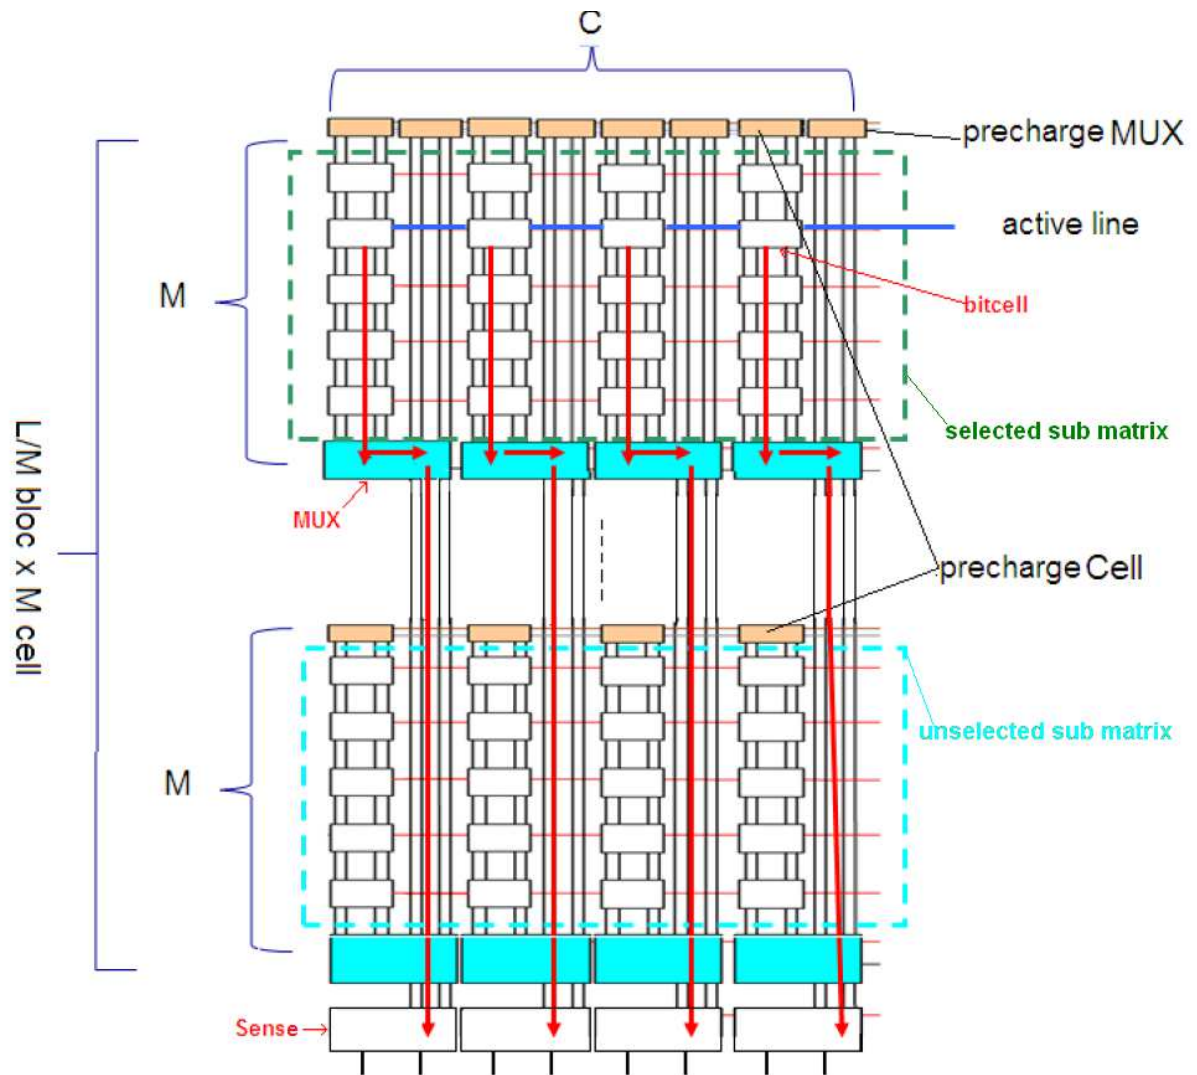 C
precharge MUX
M
active line
bitcell
selected sub matrix
MUX
L/M bloc x M cell
precharge Cell
unselected sub matrix
M
Sense